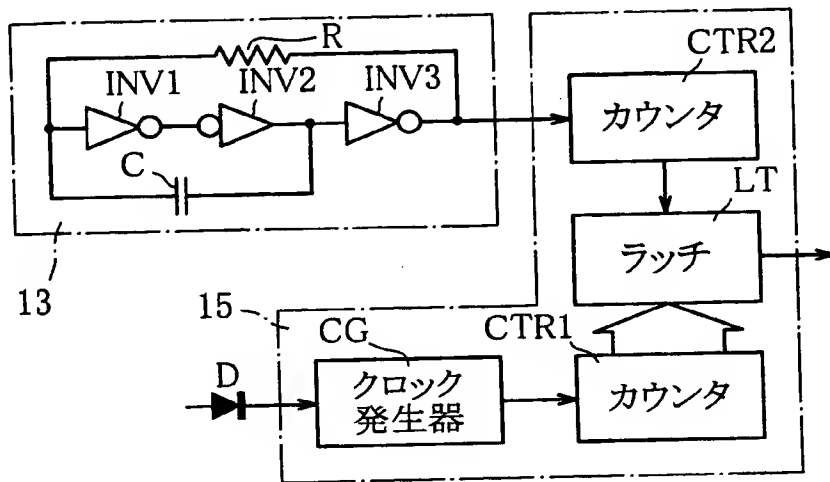 R
CTR2
INV1
INV2
INV3
カウンタ
C
LT
ラッチ
13
15
CG
CTR1
D
クロック
発生器
カウンタ